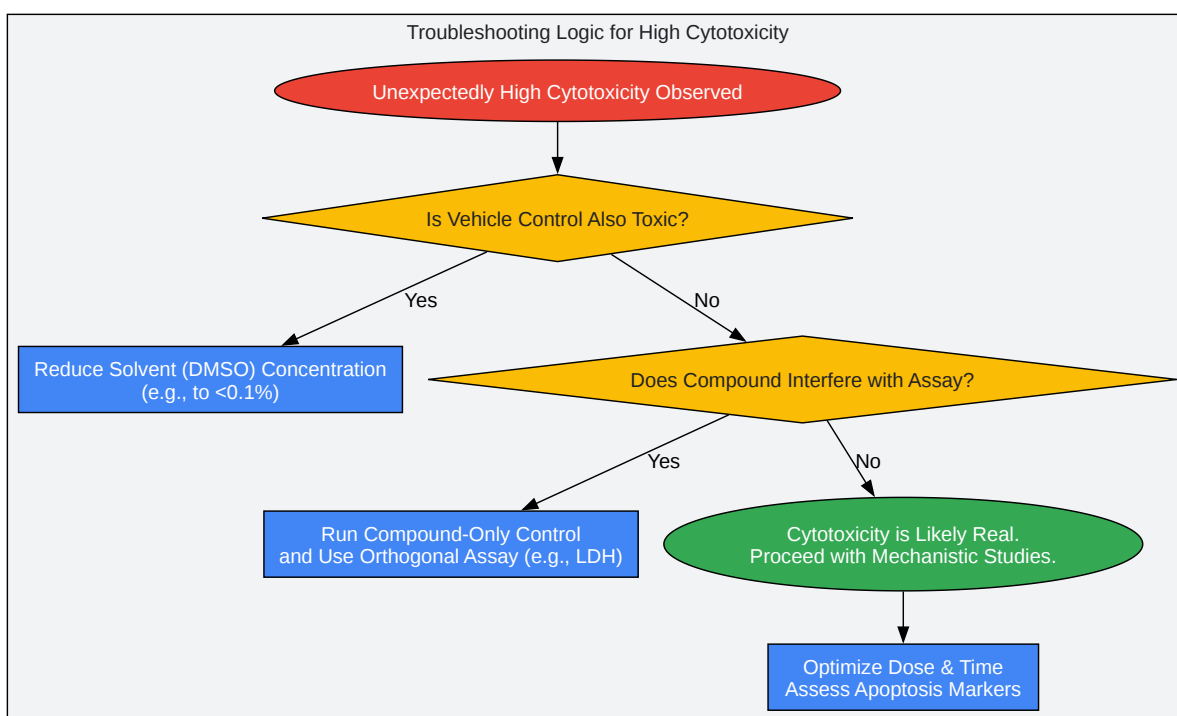 Troubleshooting Logic for High Cytotoxicity
Unexpectedly High Cytotoxicity Observed
Is Vehicle Control Also Toxic?
Yes
No
Reduce Solvent (DMSO) Concentration
(e.g., to <0.1%)
Does Compound Interfere with Assay?
Yes
No
Run Compound-Only Control
and Use Orthogonal Assay (e.g., LDH)
Cytotoxicity is Likely Real.
Proceed with Mechanistic Studies.
Optimize Dose & Time
Assess Apoptosis Markers